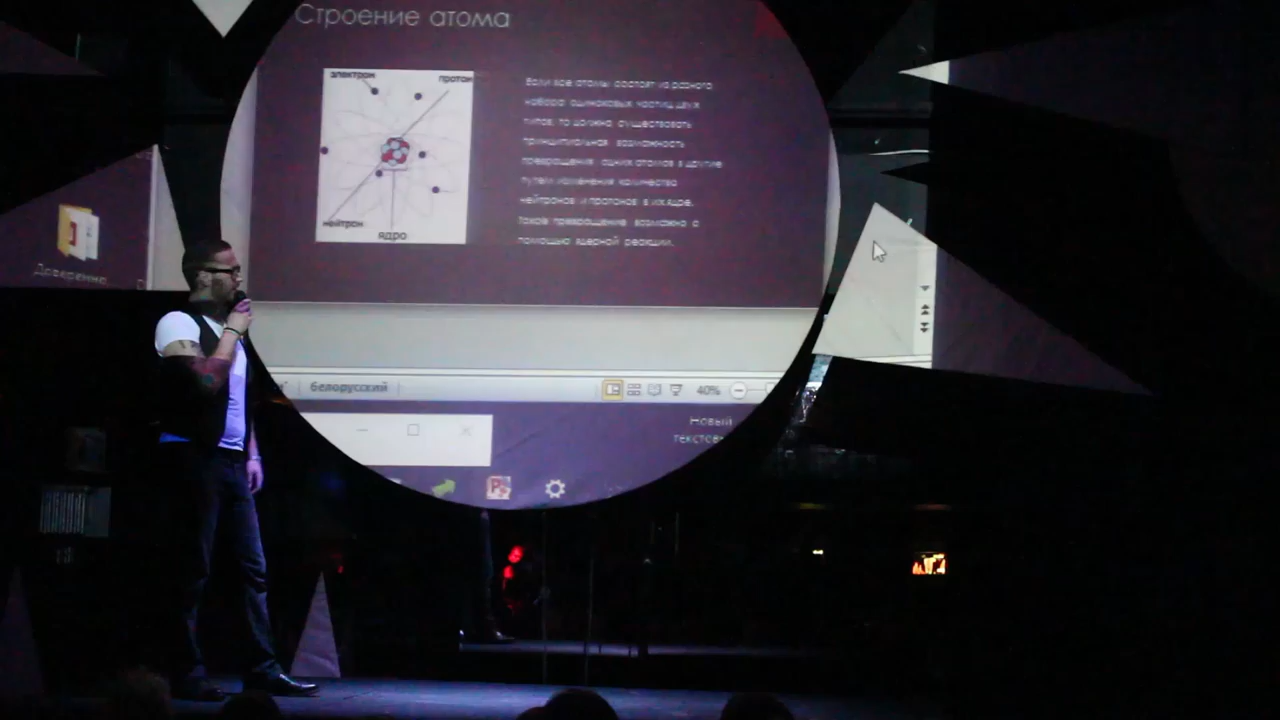 Строение атома
электрон
протон
нейтрон
ядро
Если все атомы состоят из разного
набора одинаковых частиц двух
типов, то должна существовать
принципиальная возможность
превращения одних атомов в другие
путем изменения количества
нейтронов и протонов в их ядре.
Такое превращение возможно с
помощью ядерной реакции.
Доверенно
белорусский
40%
Новый
текстов